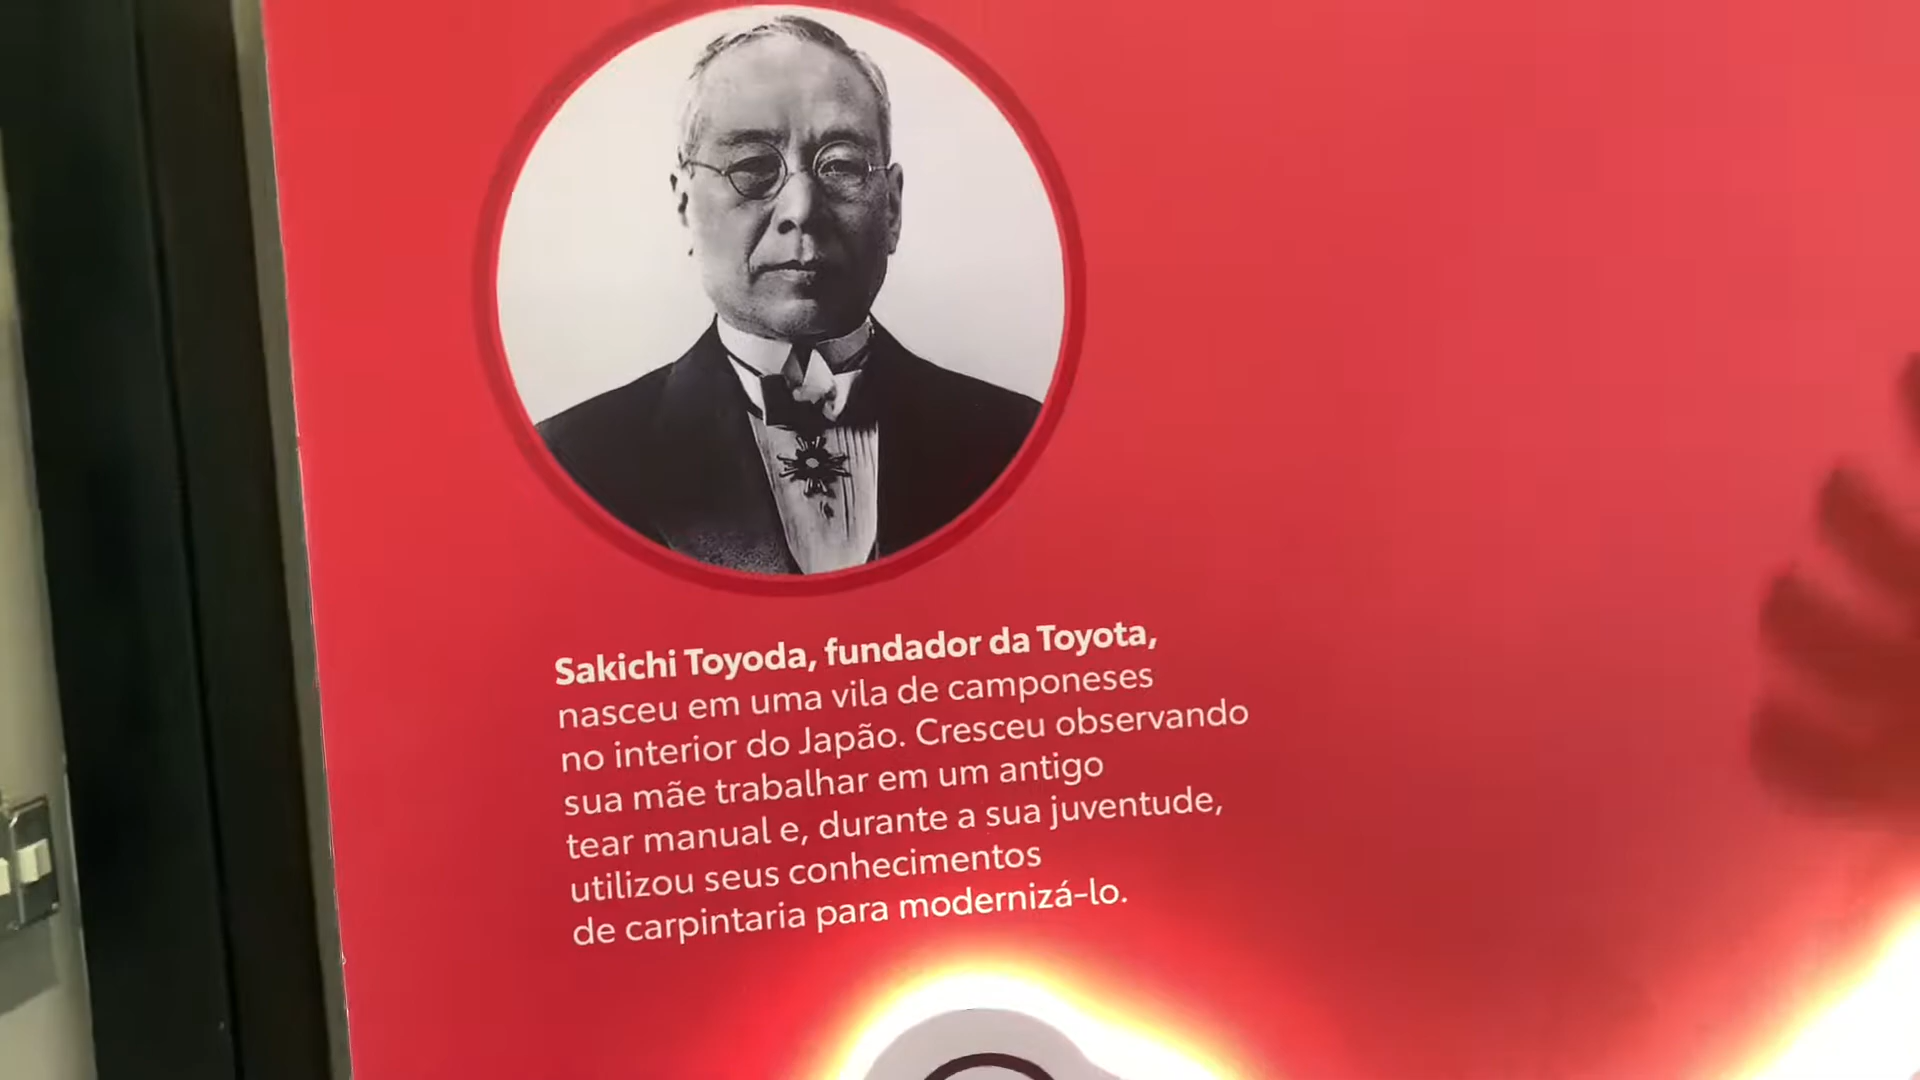 Sakichi Toyoda, fundador da Toyota,
nasceu em uma vila de camponeses
no interior do Japão. Cresceu observando
sua mãe trabalhar em um antigo
tear manual e, durante a sua juventude,
utilizou seus conhecimentos
de carpintaria para modernizá-lo.